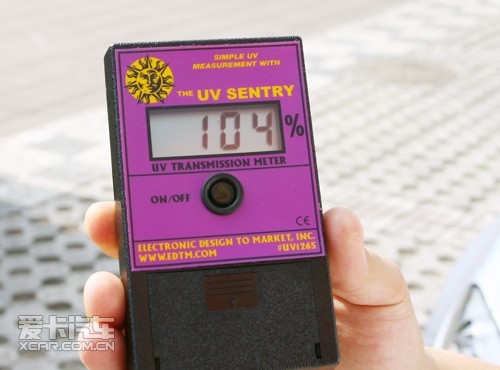 SIMPLE UV
MEASUREMENT WITH
THE UV SENTRY
104 %
UV TRANSMISSION METER
ON/OFF
CE
ELECTRONIC DESIGN TO MARKET, INC.
WWW.EDTM.COM #UV1265
爱卡汽车
XCAR.COM.CN